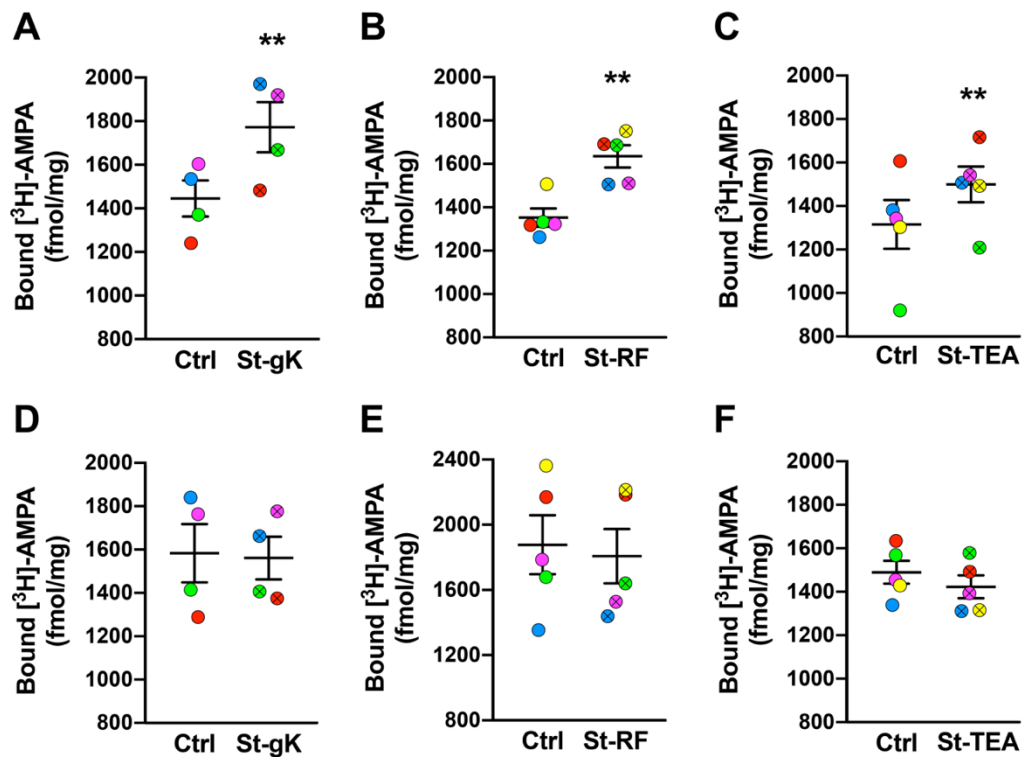 A
**
Bound [³H]-AMPA
(fmol/mg)
2000
1800
1600
1400
1200
1000
800
Ctrl St-gK
B
**
Bound [³H]-AMPA
(fmol/mg)
2000
1800
1600
1400
1200
1000
800
Ctrl St-RF
C
**
Bound [³H]-AMPA
(fmol/mg)
2000
1800
1600
1400
1200
1000
800
Ctrl St-TEA
D
Bound [³H]-AMPA
(fmol/mg)
2000
1800
1600
1400
1200
1000
800
Ctrl St-gK
E
Bound [³H]-AMPA
(fmol/mg)
2400
2000
1600
1200
800
Ctrl St-RF
F
Bound [³H]-AMPA
(fmol/mg)
2000
1800
1600
1400
1200
1000
800
Ctrl St-TEA